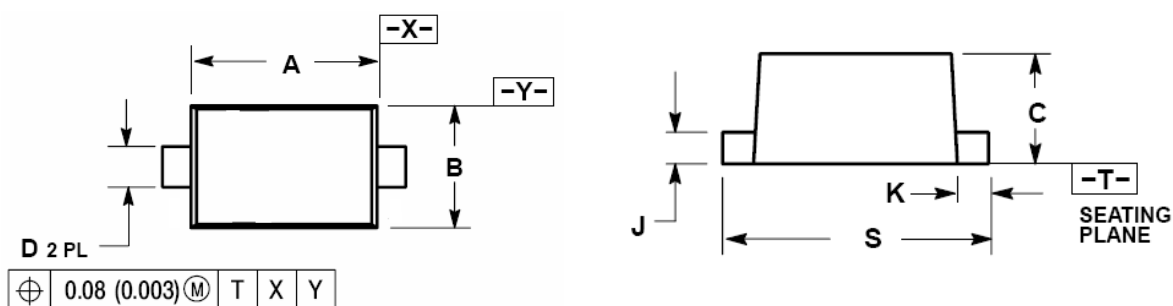 −X−
A
−Y−
B
D 2 PL
⌖ 0.08 (0.003) Ⓜ T X Y
C
K
−T−
J
S
SEATING
PLANE